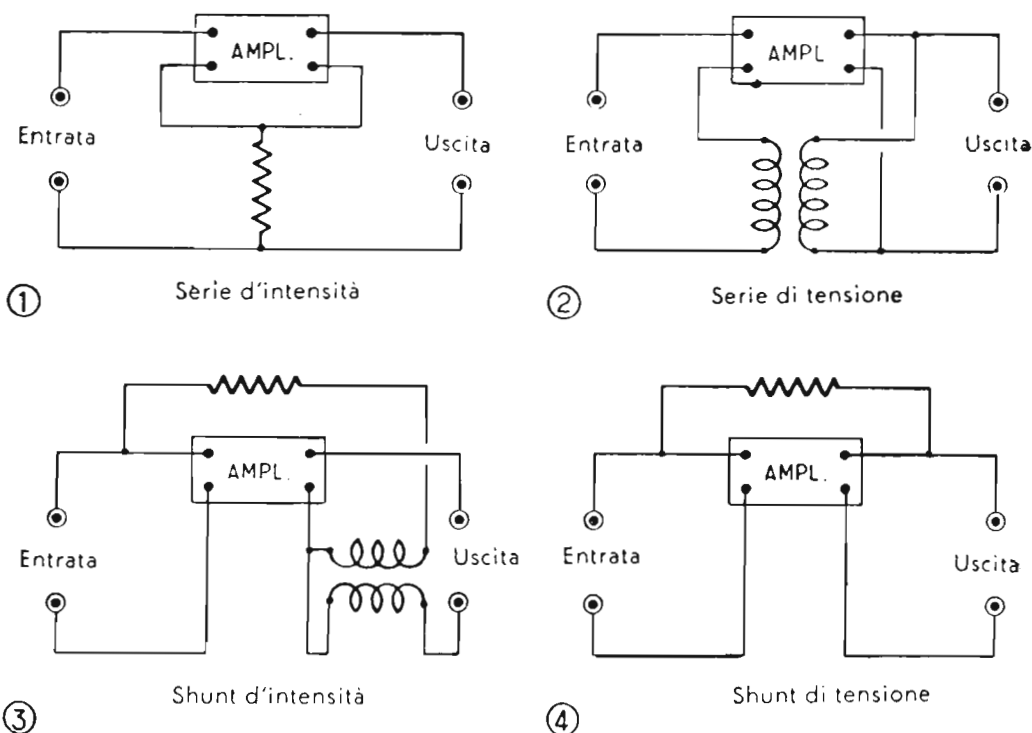 AMPL.
Entrata
Uscita
① Serie d'intensità
AMPL
Entrata
Uscita
② Serie di tensione
AMPL.
Entrata
Uscita
③ Shunt d'intensità
AMPL.
Entrata
Uscita
④ Shunt di tensione